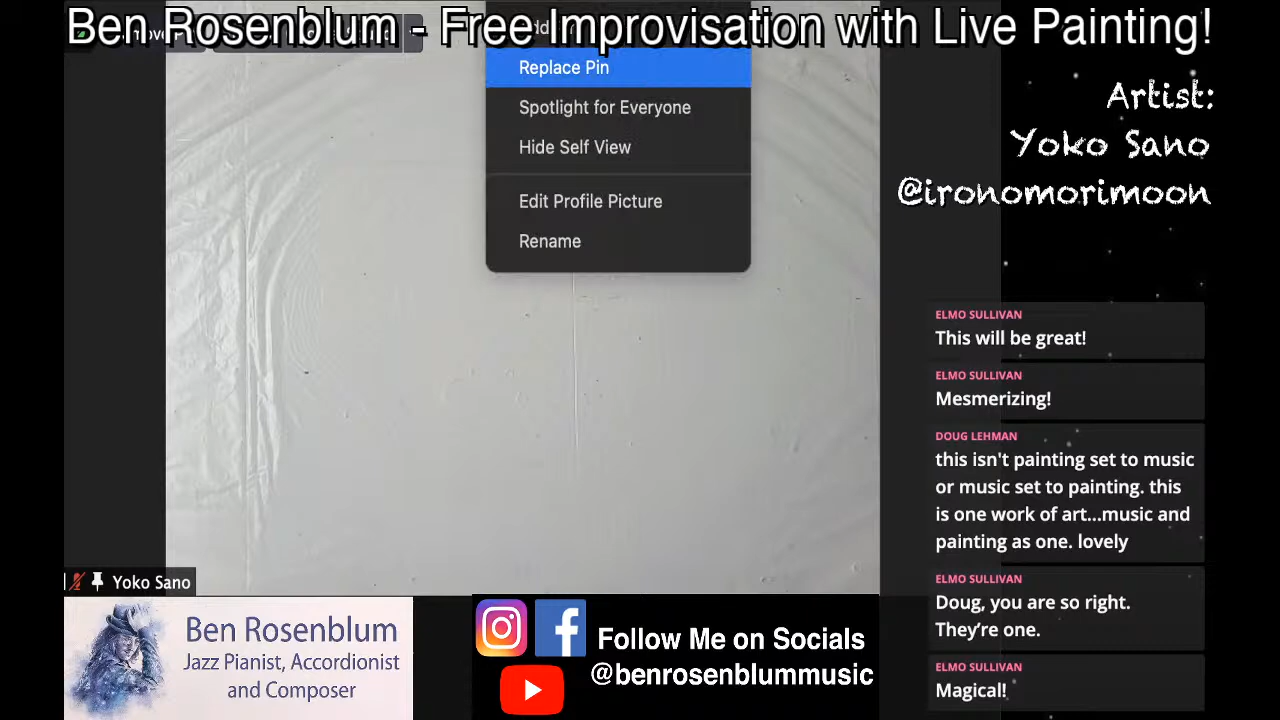 Ben Rosenblum - Free Improvisation with Live Painting!
Replace Pin
Spotlight for Everyone
Hide Self View
Edit Profile Picture
Rename
Artist:
Yoko Sano
@ironomorimoon
ELMO SULLIVAN
This will be great!
ELMO SULLIVAN
Mesmerizing!
DOUG LEHMAN
this isn't painting set to music
or music set to painting. this
is one work of art...music and
painting as one. lovely
ELMO SULLIVAN
Doug, you are so right.
They’re one.
ELMO SULLIVAN
Magical!
Yoko Sano
Ben Rosenblum
Jazz Pianist, Accordionist
and Composer
Follow Me on Socials
@benrosenblummusic